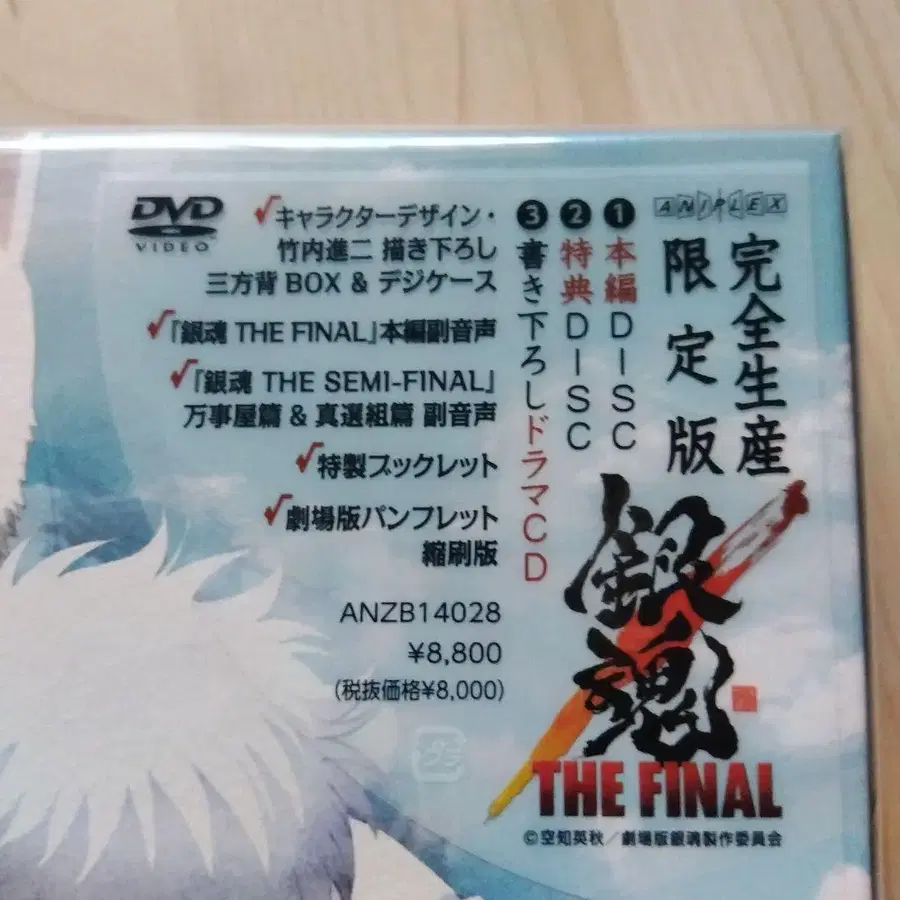 ANIPLEX
完全生産
限定版
❶本編DISC
❷特典DISC
❸書き下ろしドラマCD
DVD
VIDEO
✓キャラクターデザイン・
竹内進二 描き下ろし
三方背 BOX & デジケース
✓『銀魂 THE FINAL』本編副音声
✓『銀魂 THE SEMI-FINAL』
万事屋篇 & 真選組篇 副音声
✓特製ブックレット
✓劇場版パンフレット
縮刷版
ANZB14028
¥8,800
(税抜価格¥8,000)
プラ
銀魂
THE FINAL
©空知英秋／劇場版銀魂製作委員会